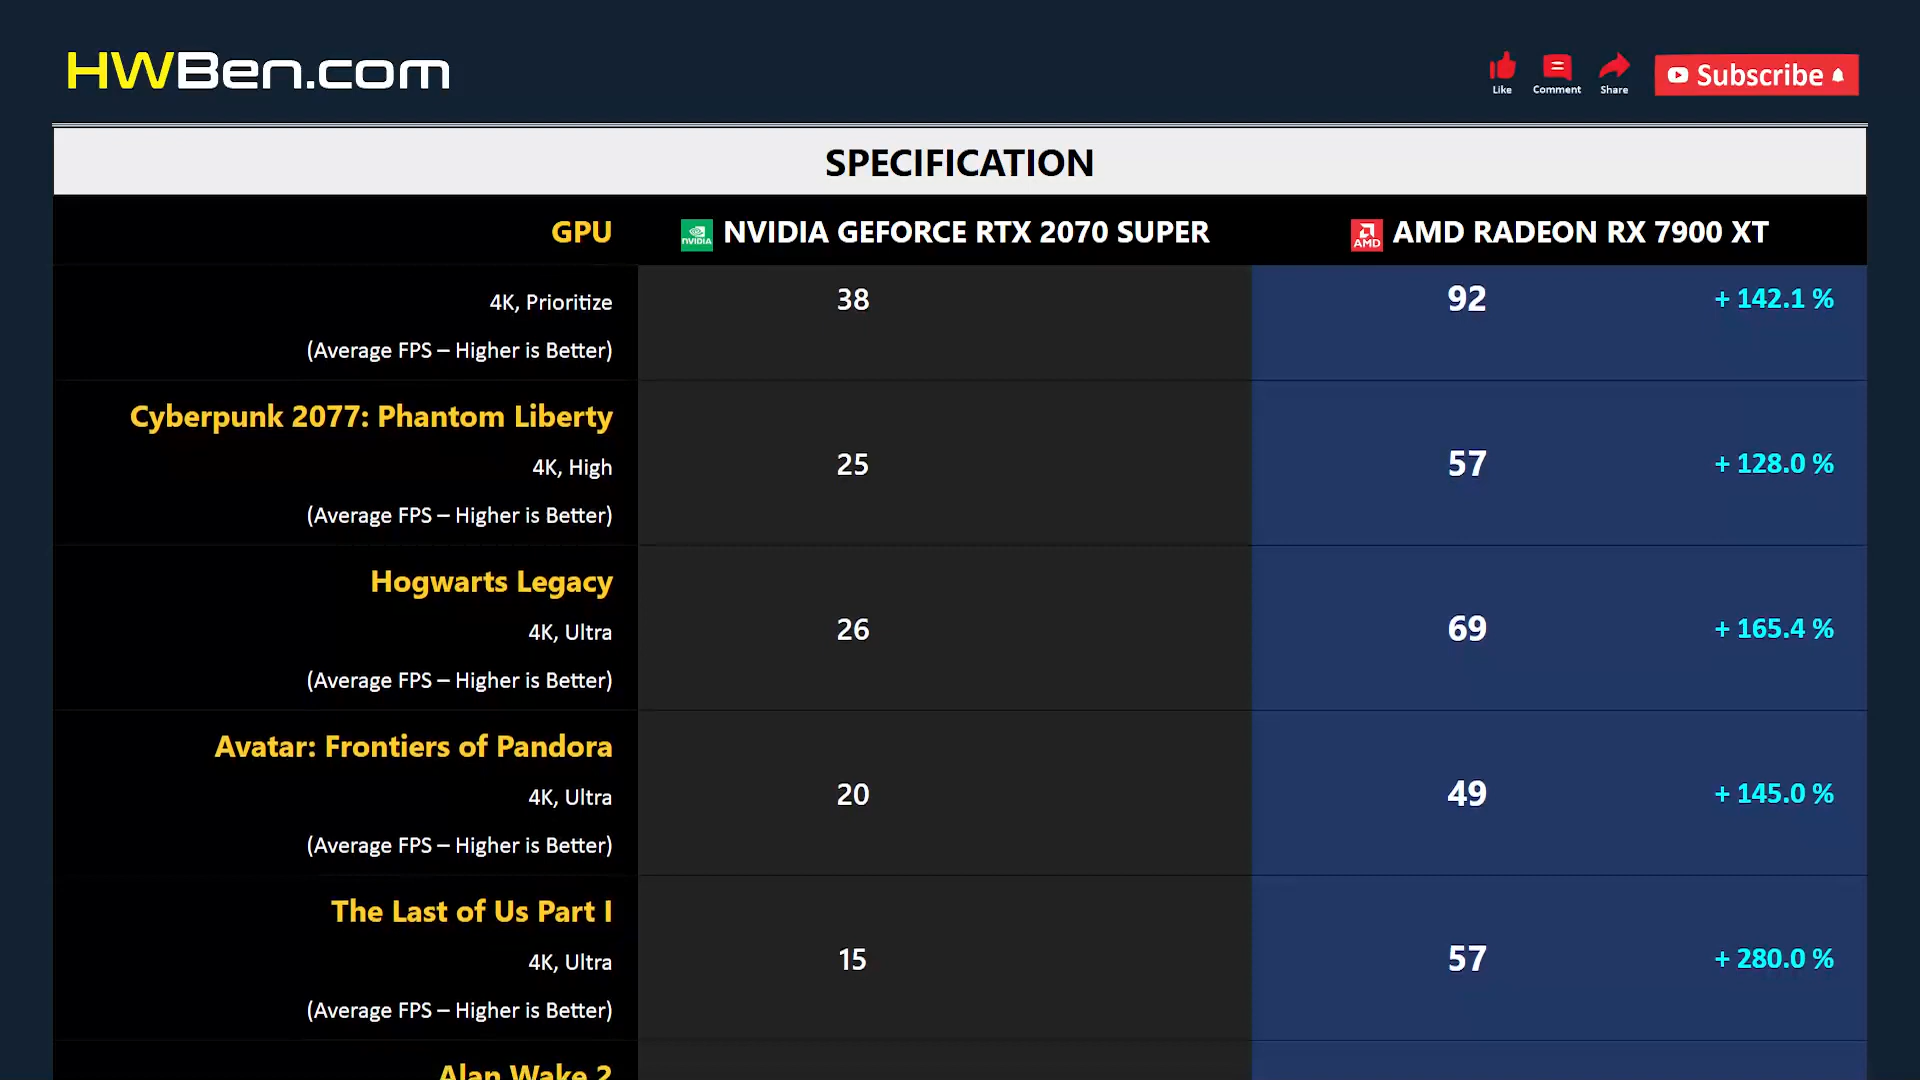 HWBen.com
Like
Comment
Share
Subscribe
SPECIFICATION
GPU
NVIDIA
NVIDIA GEFORCE RTX 2070 SUPER
AMD
AMD RADEON RX 7900 XT
4K, Prioritize
(Average FPS – Higher is Better)
38
92
+ 142.1 %
Cyberpunk 2077: Phantom Liberty
4K, High
(Average FPS – Higher is Better)
25
57
+ 128.0 %
Hogwarts Legacy
4K, Ultra
(Average FPS – Higher is Better)
26
69
+ 165.4 %
Avatar: Frontiers of Pandora
4K, Ultra
(Average FPS – Higher is Better)
20
49
+ 145.0 %
The Last of Us Part I
4K, Ultra
(Average FPS – Higher is Better)
15
57
+ 280.0 %
Alan Wake 2